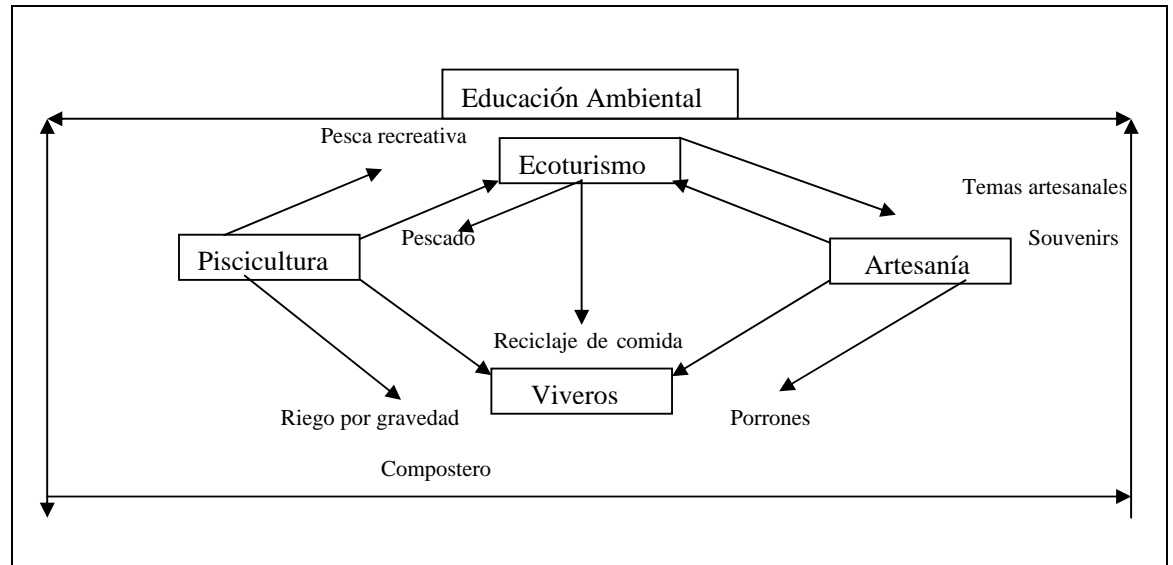 Educación Ambiental
Pesca recreativa
Ecoturismo
Temas artesanales
Pescado
Souvenirs
Piscicultura
Artesanía
Reciclaje de comida
Viveros
Riego por gravedad
Porrones
Compostero